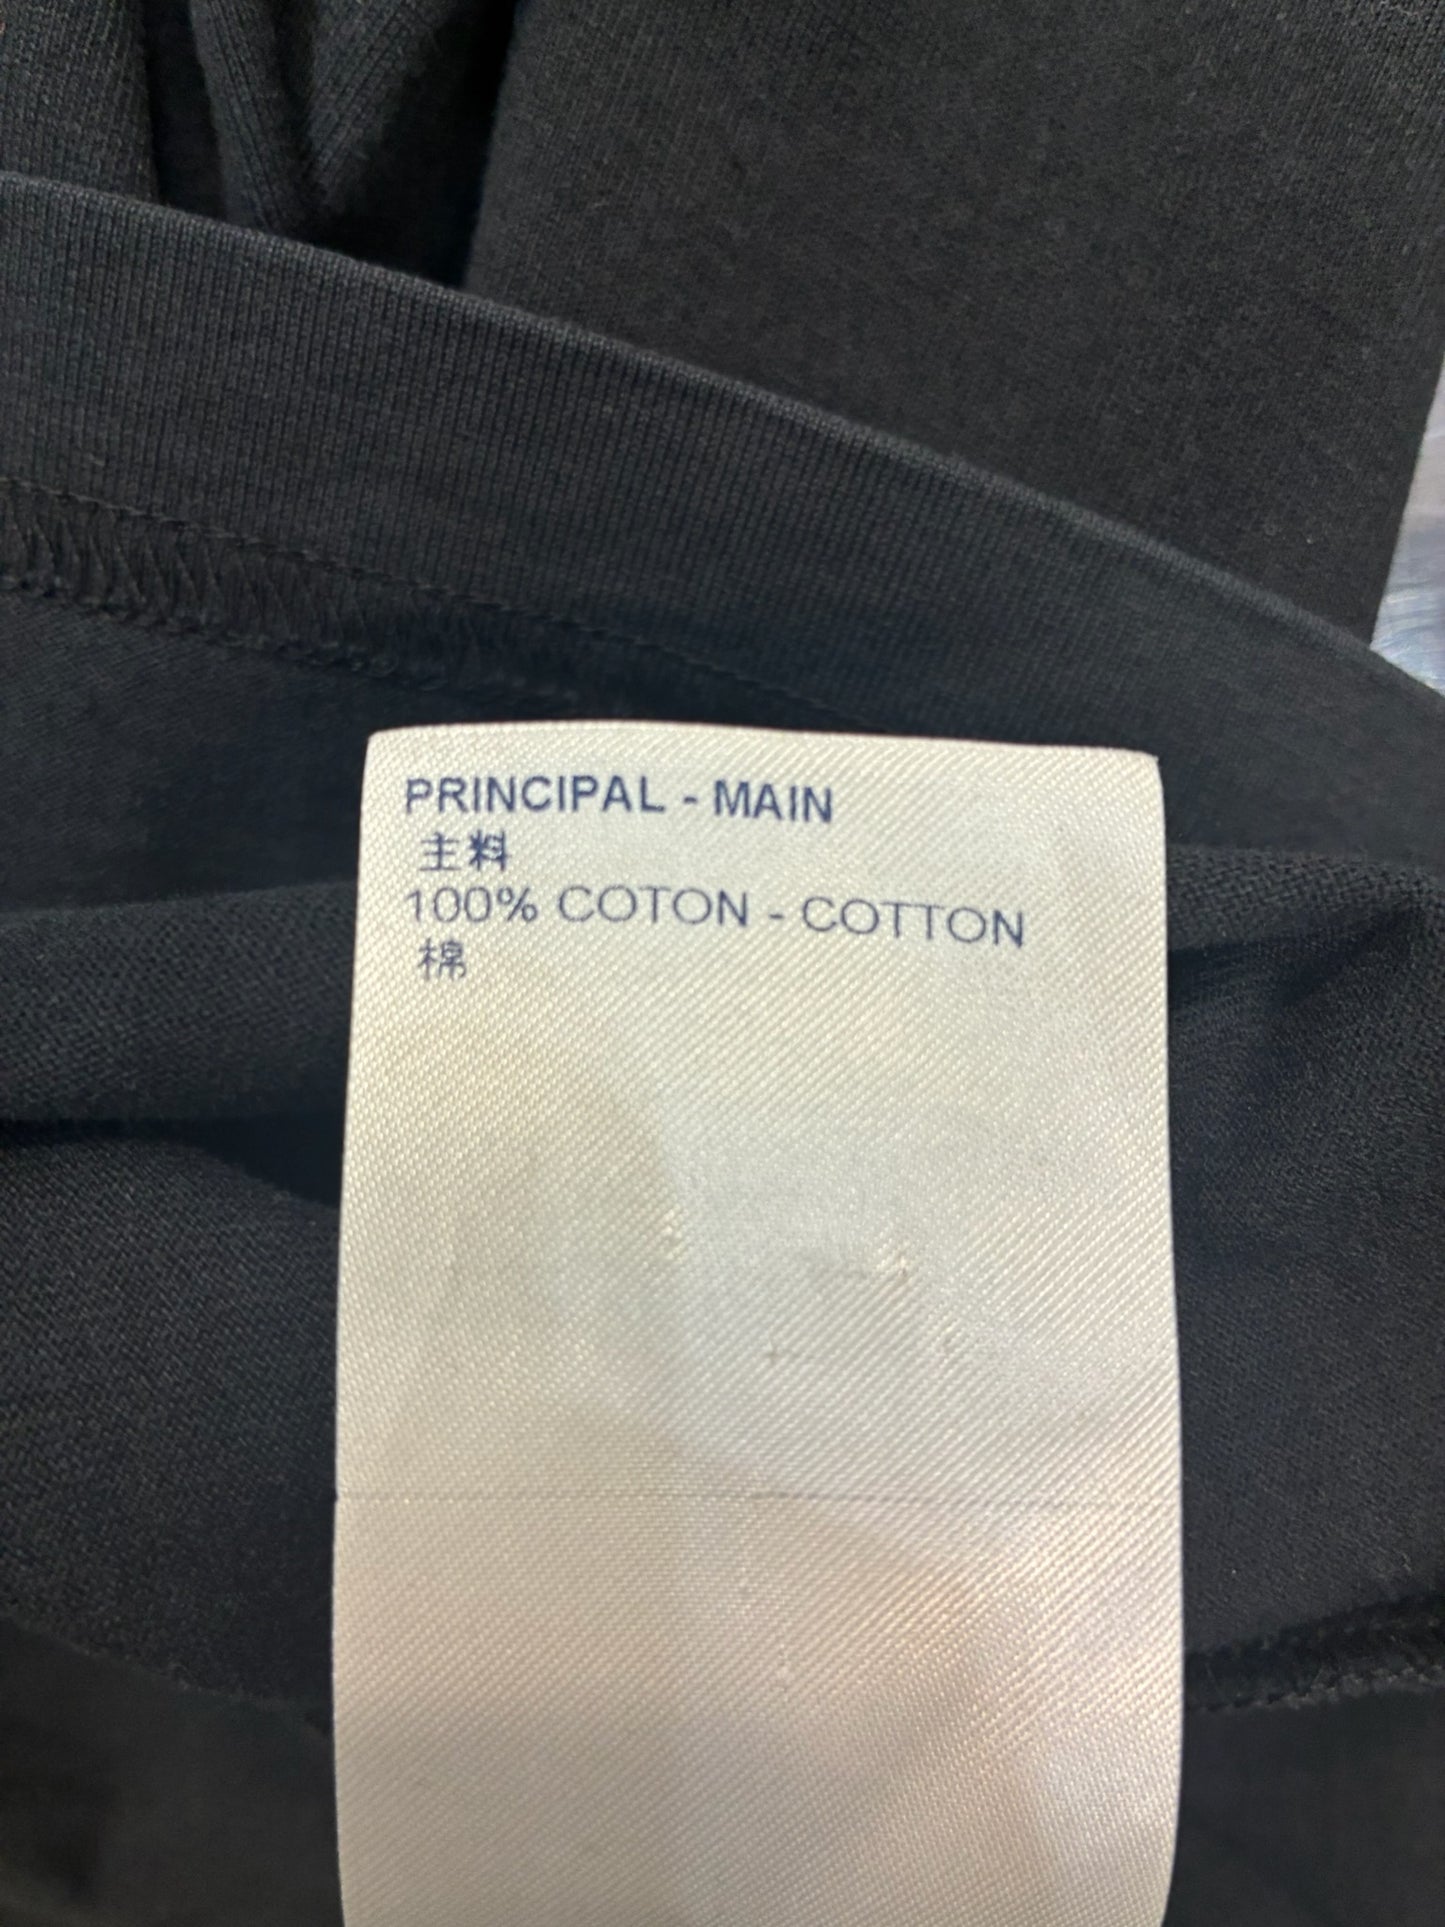 PRINCIPAL - MAIN
主料
100% COTON - COTTON
棉